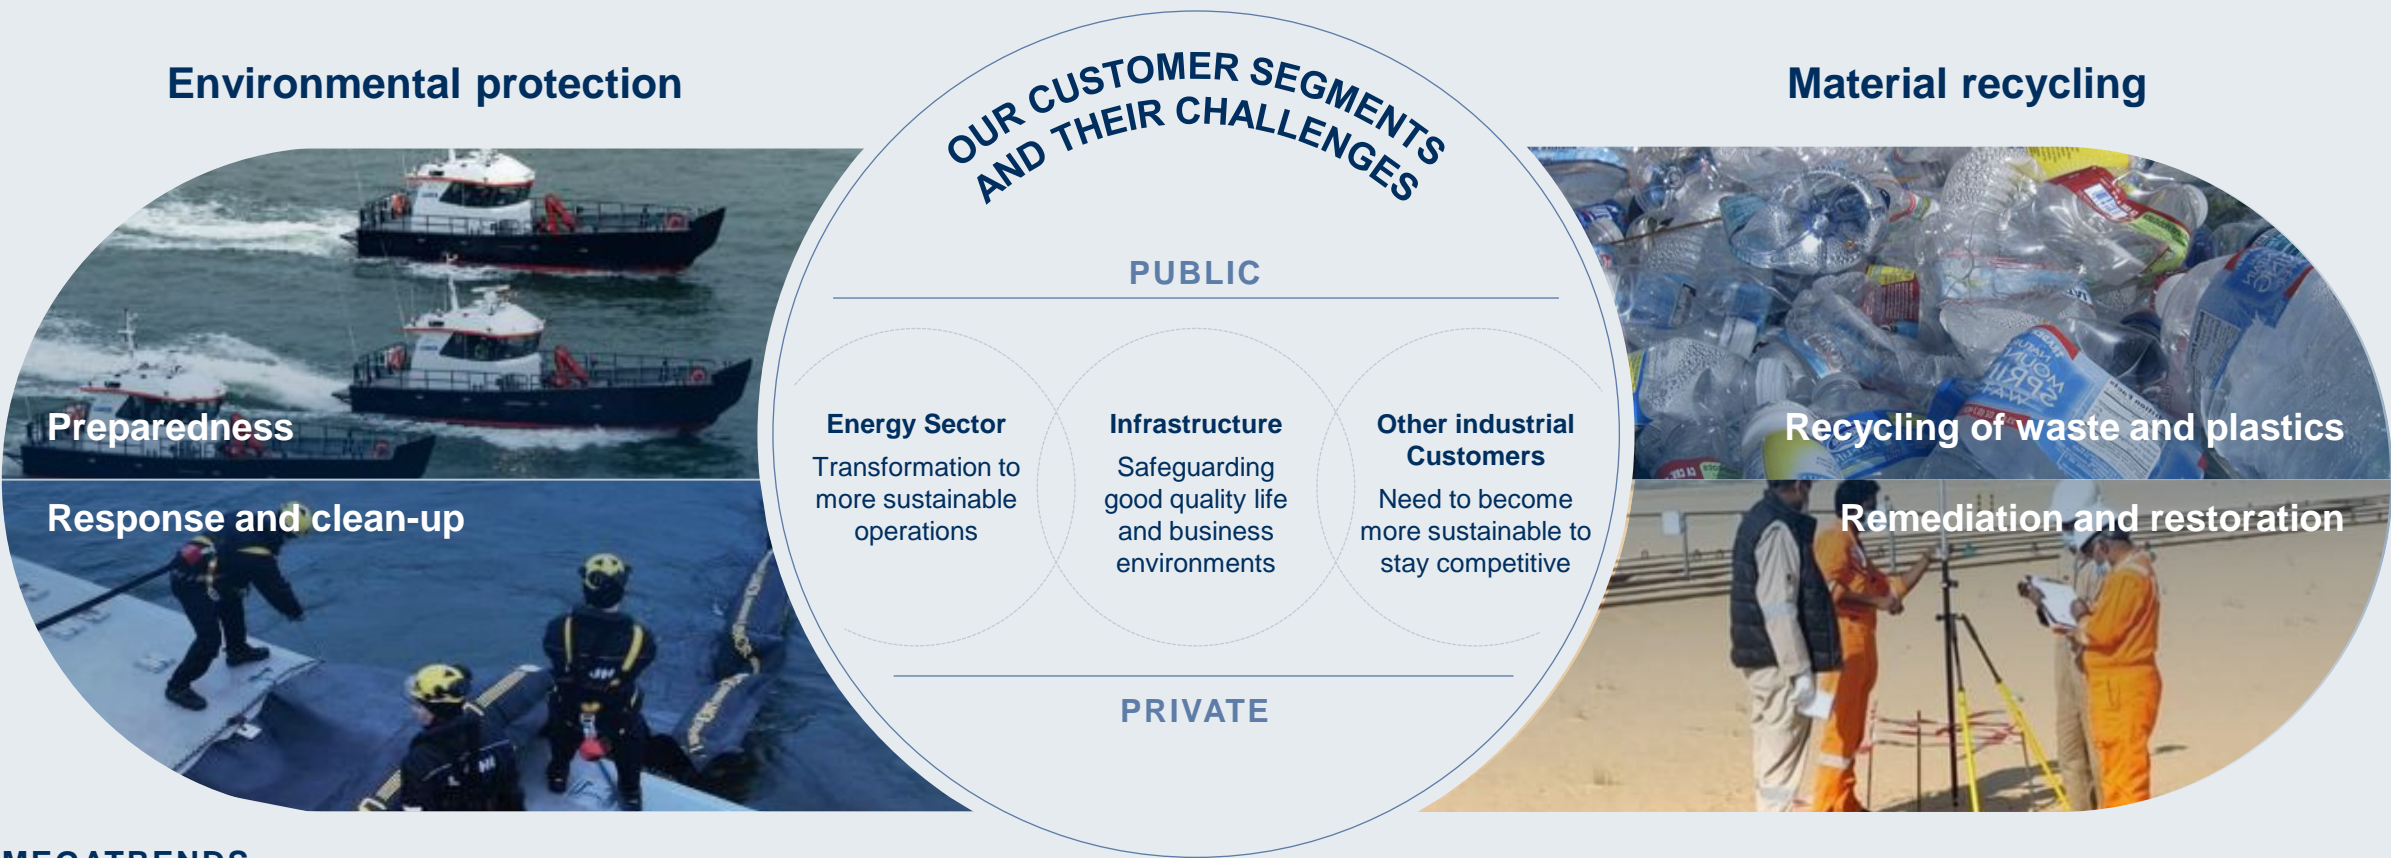 Environmental protection
OUR CUSTOMER SEGMENTS
AND THEIR CHALLENGES
Material recycling
PUBLIC
Preparedness
Response and clean-up
Energy Sector
Transformation to
more sustainable
operations
Infrastructure
Safeguarding
good quality life
and business
environments
Other industrial
Customers
Need to become
more sustainable to
stay competitive
Recycling of waste and plastics
Remediation and restoration
PRIVATE
MEGATRENDS